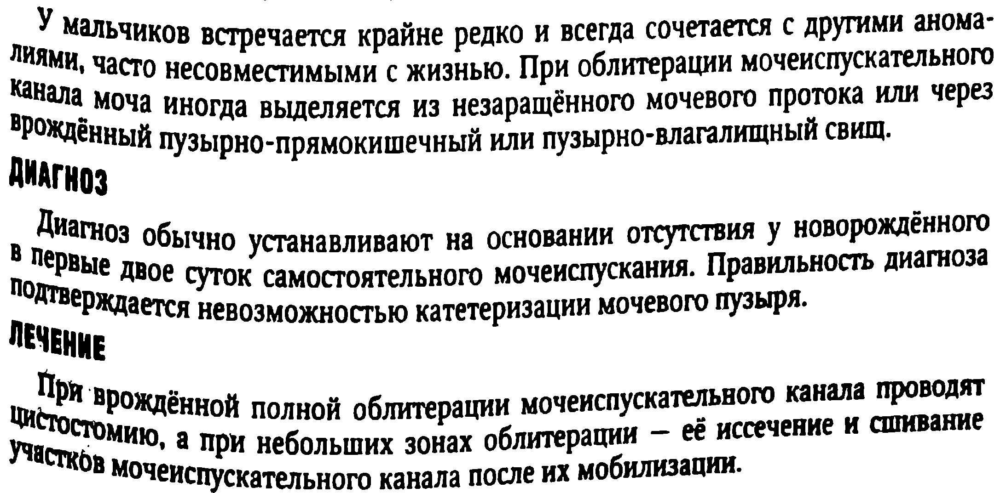 У мальчиков встречается крайне редко и всегда сочетается с другими анома-
лиями, часто несовместимыми с жизнью. При облитерации мочеиспускательного
канала моча иногда выделяется из незаращённого мочевого протока или через
врождённый пузырно-прямокишечный или пузырно-влагалищный свищ.
ДИАГНОЗ
Диагноз обычно устанавливают на основании отсутствия у новорождённого
в первые двое суток самостоятельного мочеиспускания. Правильность диагноза
подтверждается невозможностью катетеризации мочевого пузыря.
ЛЕЧЕНИЕ
При врождённой полной облитерации мочеиспускательного канала проводят
цистостомию, а при небольших зонах облитерации — её иссечение и сшивание
участков мочеиспускательного канала после их мобилизации.